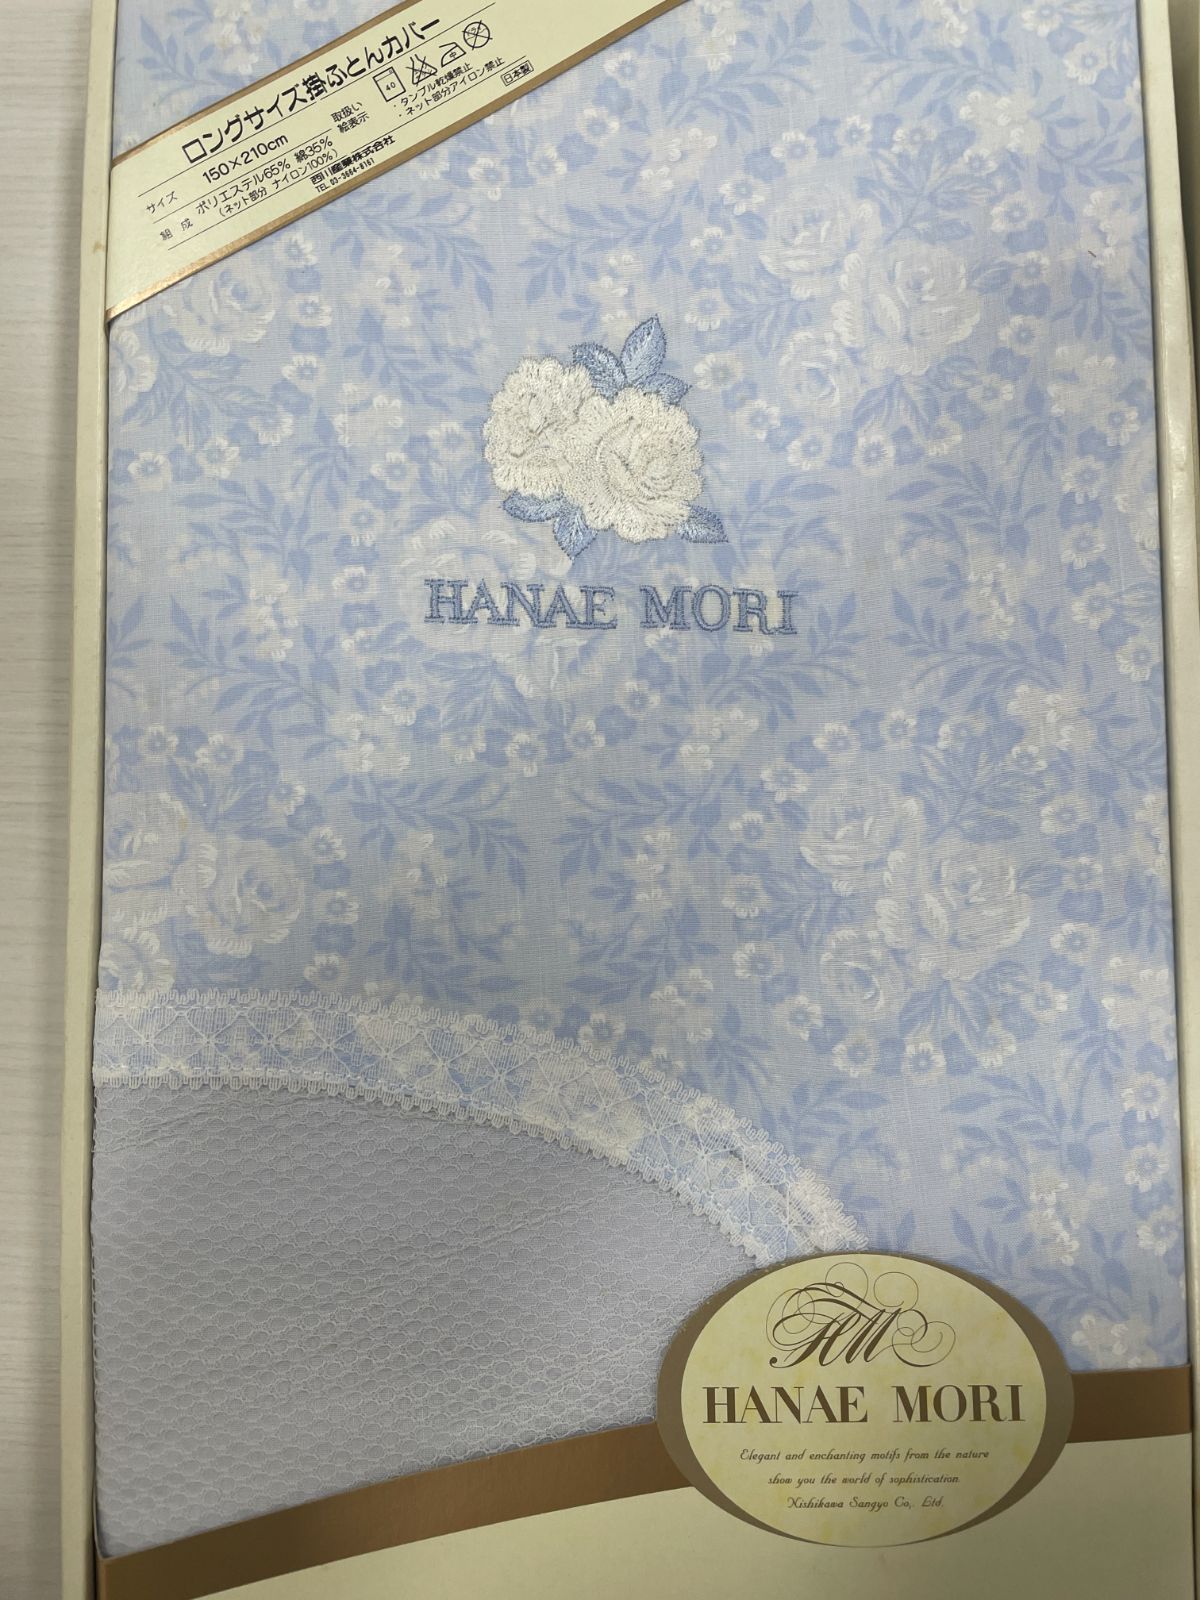 ロングサイズ掛ふとんカバー
サイズ 150×210cm
組成 ポリエステル65% 綿35%
(ネット部分 ナイロン100%)
取扱い
絵表示
40
・タンブル乾燥禁止
・ネット部分アイロン禁止
日本製
西川産業株式会社
TEL 03-3664-8161
HANAE MORI
HM
HANAE MORI
Elegant and enchanting motifs from the nature
show you the world of sophistication.
Nishikawa Sangyo Co,. Ltd.